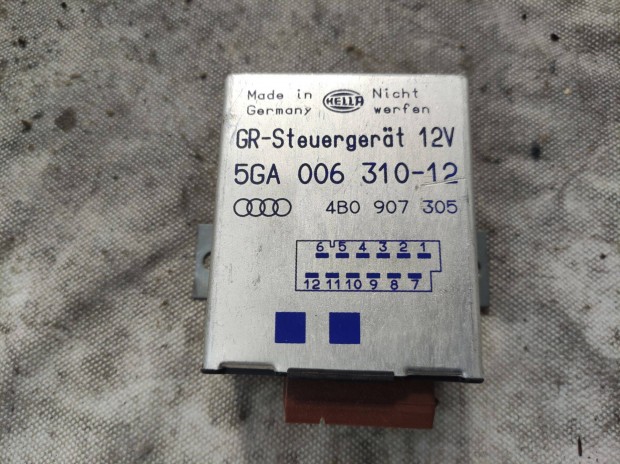 Made in HELLA Nicht
Germany werfen
GR-Steuergerät 12V
5GA 006 310-12
4B0 907 305
6 5 4 3 2 1
12 11 10 9 8 7